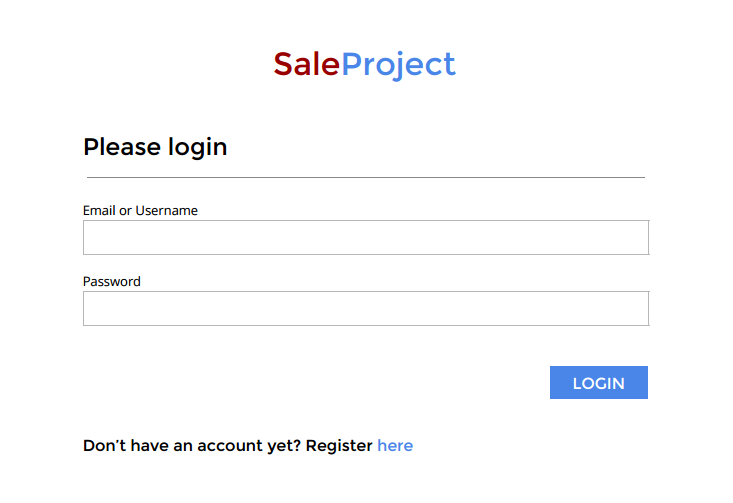 SaleProject
Please login
Email or Username
Password
LOGIN
Don’t have an account yet? Register here